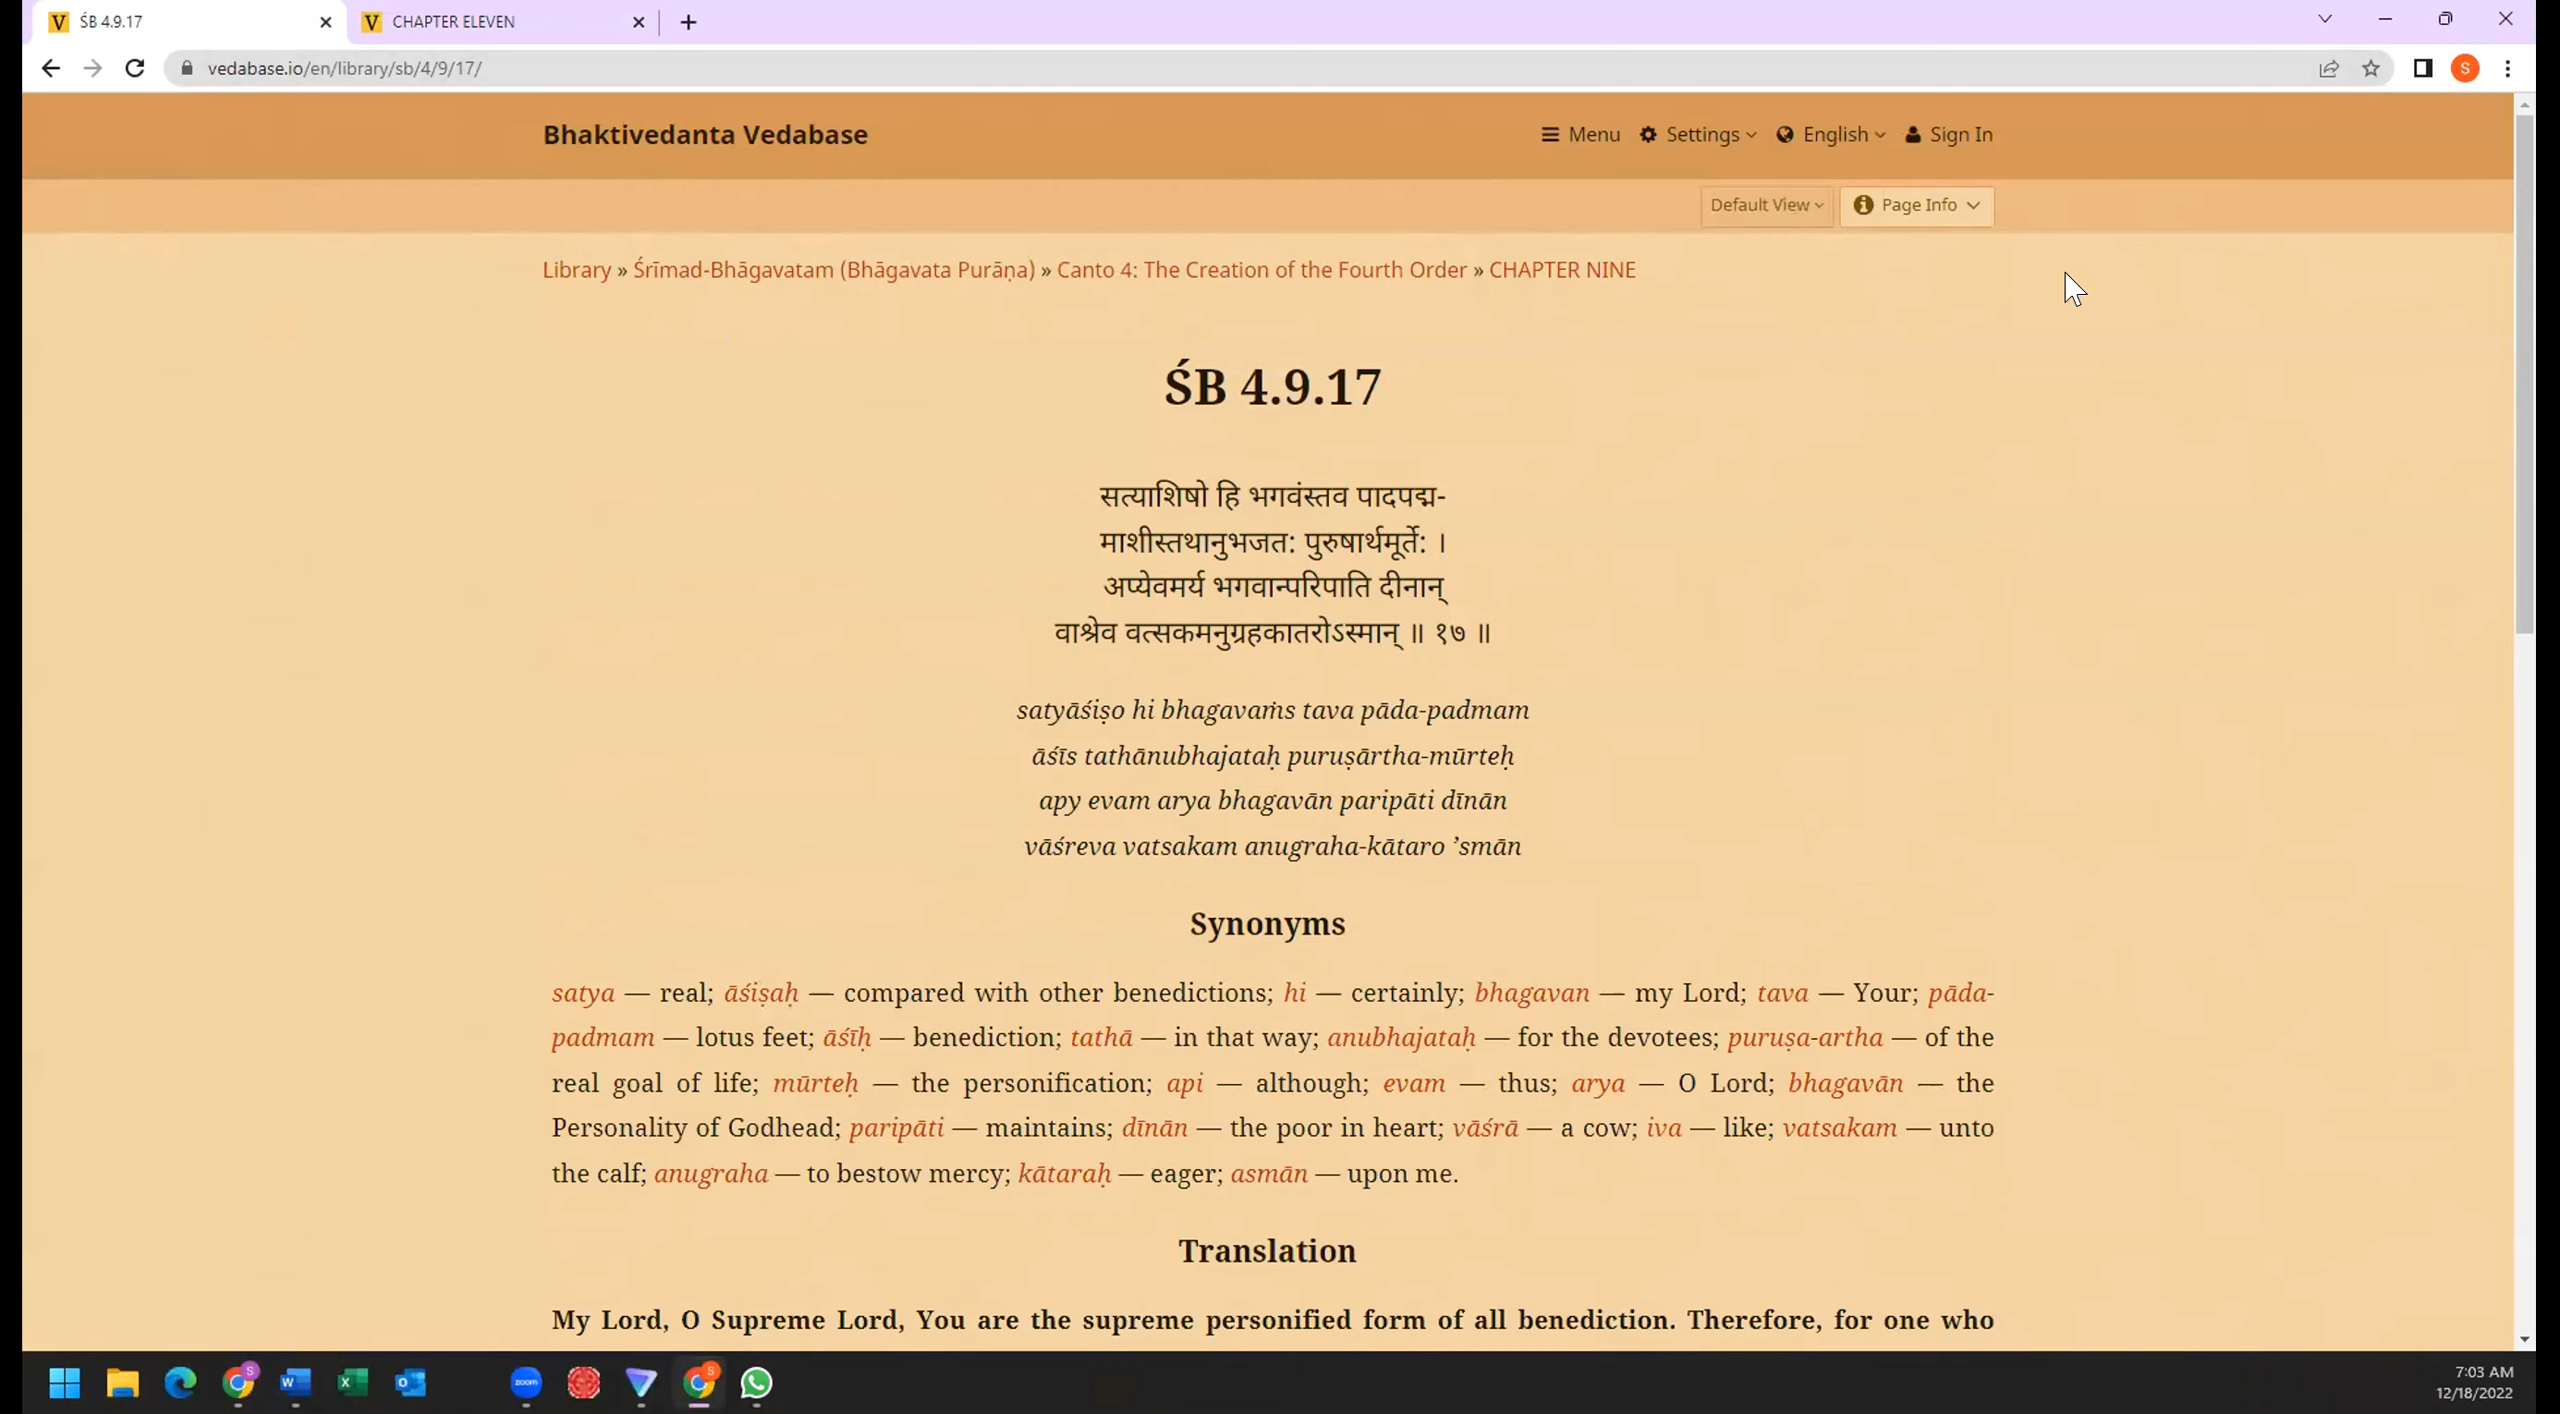 ŚB 4.9.17
CHAPTER ELEVEN
vedabase.io/en/library/sb/4/9/17/
S
Bhaktivedanta Vedabase
Menu Settings English Sign In
Default View Page Info
Library » Śrīmad-Bhāgavatam (Bhāgavata Purāṇa) » Canto 4: The Creation of the Fourth Order » CHAPTER NINE
ŚB 4.9.17
सत्याशिषो हि भगवंस्तव पादपद्म-
माशीस्तथानुभजत: पुरुषार्थमूर्ते: ।
अप्येवमर्य भगवान्परिपाति दीनान्
वाश्रेव वत्सकमनुग्रहकातरोऽस्मान् ॥ १७ ॥
satyāśiṣo hi bhagavaṁs tava pāda-padmam
āśīs tathānubhajataḥ puruṣārtha-mūrteḥ
apy evam arya bhagavān paripāti dīnān
vāśreva vatsakam anugraha-kātaro ’smān
Synonyms
satya — real; āśiṣaḥ — compared with other benedictions; hi — certainly; bhagavan — my Lord; tava — Your; pāda-
padmam — lotus feet; āśīḥ — benediction; tathā — in that way; anubhajataḥ — for the devotees; puruṣa-artha — of the
real goal of life; mūrteḥ — the personification; api — although; evam — thus; arya — O Lord; bhagavān — the
Personality of Godhead; paripāti — maintains; dīnān — the poor in heart; vāśrā — a cow; iva — like; vatsakam — unto
the calf; anugraha — to bestow mercy; kātaraḥ — eager; asmān — upon me.
Translation
My Lord, O Supreme Lord, You are the supreme personified form of all benediction. Therefore, for one who
zoom
7:03 AM
12/18/2022